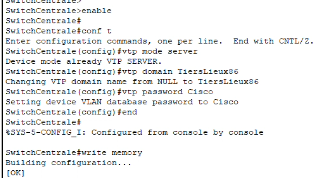 SwitchCentrale>
SwitchCentrale>enable
SwitchCentrale#
SwitchCentrale#conf t
Enter configuration commands, one per line.  End with CNTL/Z.
SwitchCentrale(config)#vtp mode server
Device mode already VTP SERVER.
SwitchCentrale(config)#vtp domain TiersLieux86
Changing VTP domain name from NULL to TiersLieux86
SwitchCentrale(config)#vtp password Cisco
Setting device VLAN database password to Cisco
SwitchCentrale(config)#end
SwitchCentrale#
%SYS-5-CONFIG_I: Configured from console by console
SwitchCentrale#write memory
Building configuration...
[OK]